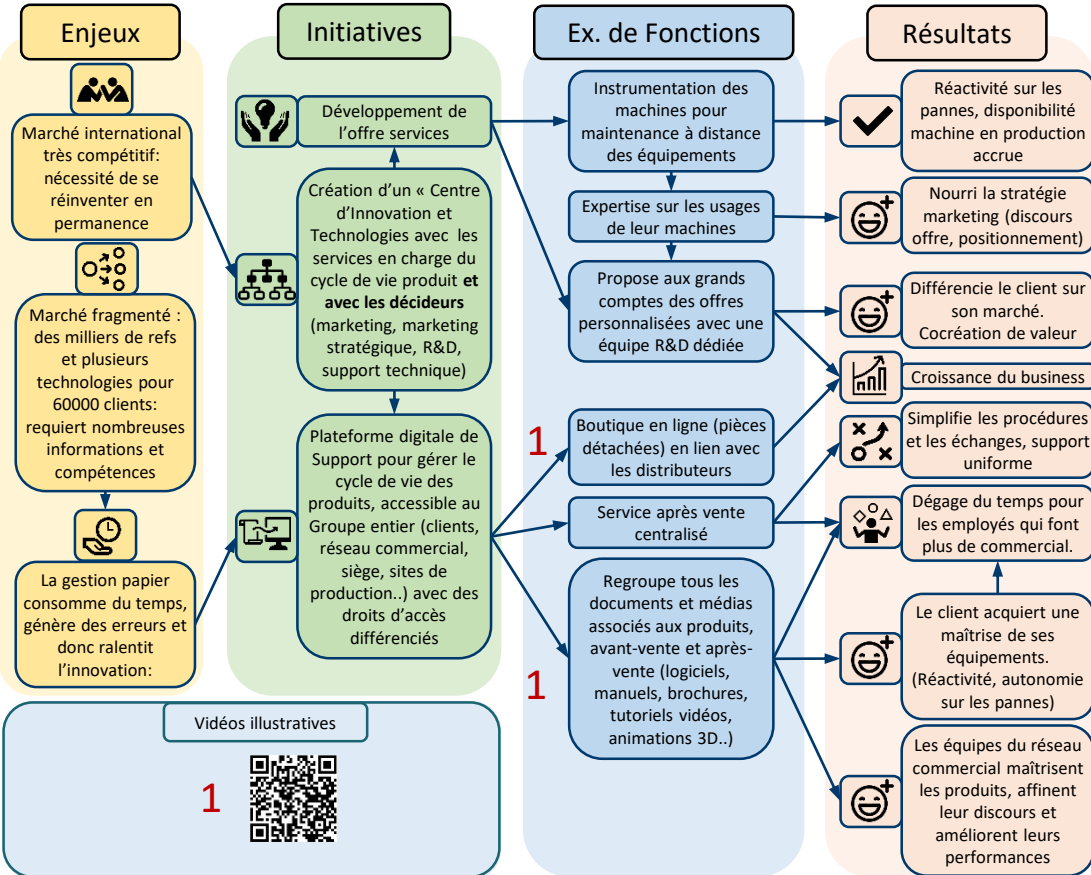 Enjeux
Marché international
très compétitif:
nécessité de se
réinventer en
permanence
Marché fragmenté :
des milliers de refs
et plusieurs
technologies pour
60000 clients:
requiert nombreuses
informations et
compétences
La gestion papier
consomme du temps,
génère des erreurs et
donc ralentit
l’innovation:
Initiatives
Développement de
l’offre services
Création d’un « Centre
d’Innovation et
Technologies avec les
services en charge du
cycle de vie produit et
avec les décideurs
(marketing, marketing
stratégique, R&D,
support technique)
Plateforme digitale de
Support pour gérer le
cycle de vie des
produits, accessible au
Groupe entier (clients,
réseau commercial,
siège, sites de
production..) avec des
droits d’accès
différenciés
Ex. de Fonctions
Instrumentation des
machines pour
maintenance à distance
des équipements
Expertise sur les usages
de leur machines
Propose aux grands
comptes des offres
personnalisées avec une
équipe R&D dédiée
1
Boutique en ligne (pièces
détachées) en lien avec
les distributeurs
Service après vente
centralisé
1
Regroupe tous les
documents et médias
associés aux produits,
avant-vente et après-
vente (logiciels,
manuels, brochures,
tutoriels vidéos,
animations 3D..)
Résultats
Réactivité sur les
pannes, disponibilité
machine en production
accrue
Nourri la stratégie
marketing (discours
offre, positionnement)
Différencie le client sur
son marché.
Cocréation de valeur
Croissance du business
Simplifie les procédures
et les échanges, support
uniforme
Dégage du temps pour
les employés qui font
plus de commercial.
Le client acquiert une
maîtrise de ses
équipements.
(Réactivité, autonomie
sur les pannes)
Les équipes du réseau
commercial maîtrisent
les produits, affinent
leur discours et
améliorent leurs
performances
Vidéos illustratives
1